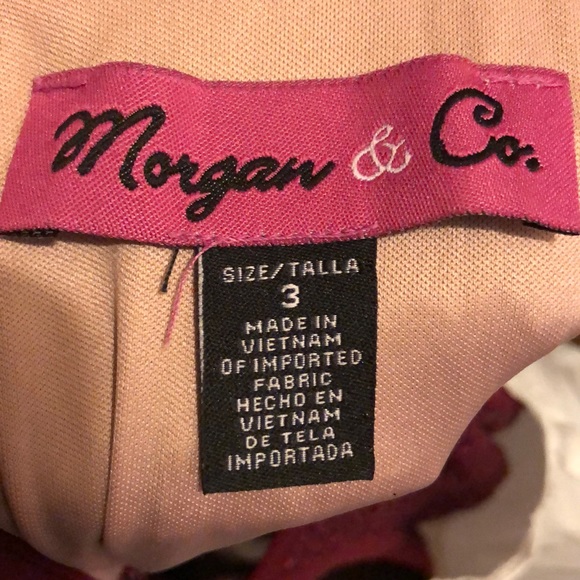 Morgan & Co.
SIZE/TALLA
3
MADE IN
VIETNAM
OF IMPORTED
FABRIC
HECHO EN
VIETNAM
DE TELA
IMPORTADA